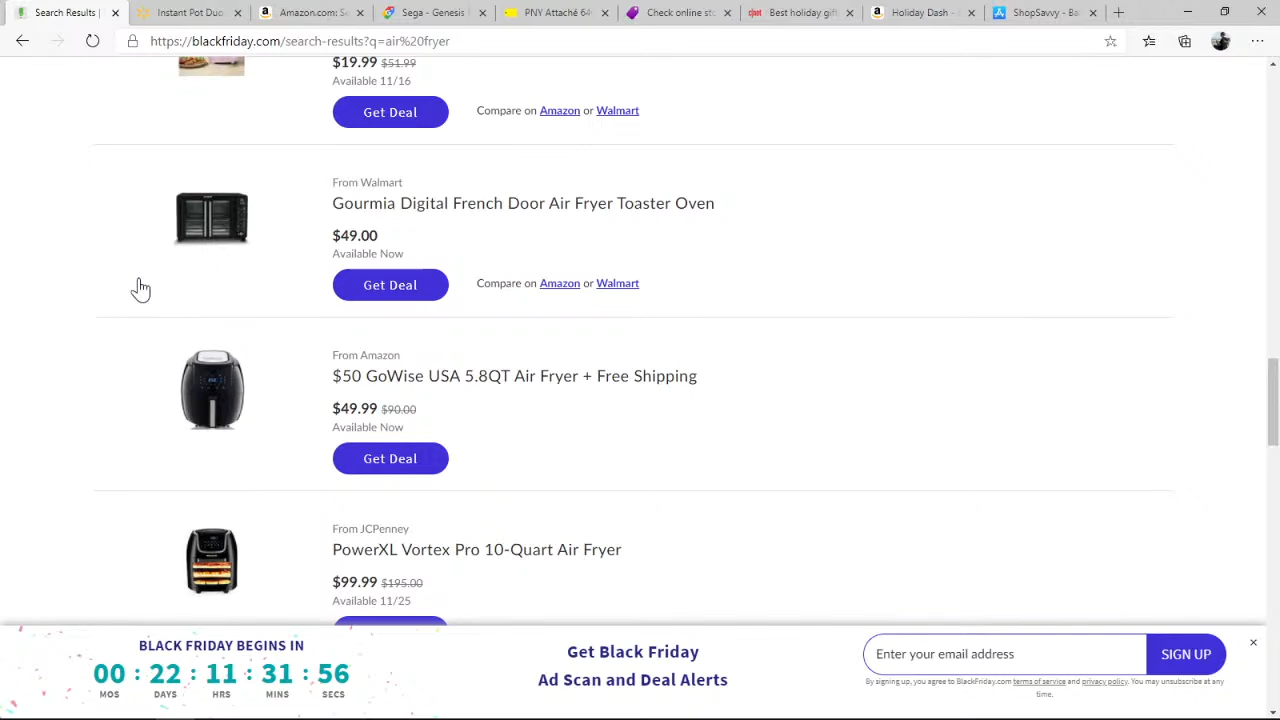 Search Results |
Instant Pot Duo
Amazon.com: S
Sega - Genesis
PNY Attaché 64
Check online st
Best holiday gif
Holiday Dash -
ShopSavvy - Ba
https://blackfriday.com/search-results?q=air%20fryer
$19.99 $51.99
Available 11/16
Get Deal
Compare on Amazon or Walmart
From Walmart
Gourmia Digital French Door Air Fryer Toaster Oven
$49.00
Available Now
Get Deal
Compare on Amazon or Walmart
From Amazon
$50 GoWise USA 5.8QT Air Fryer + Free Shipping
$49.99 $90.00
Available Now
Get Deal
From JCPenney
PowerXL Vortex Pro 10-Quart Air Fryer
$99.99 $195.00
Available 11/25
BLACK FRIDAY BEGINS IN
00 : 22 : 11 : 31 : 56
MOS DAYS HRS MINS SECS
Get Black Friday
Ad Scan and Deal Alerts
Enter your email address
SIGN UP
By signing up, you agree to BlackFriday.com terms of service and privacy policy. You may unsubscribe at any
time.